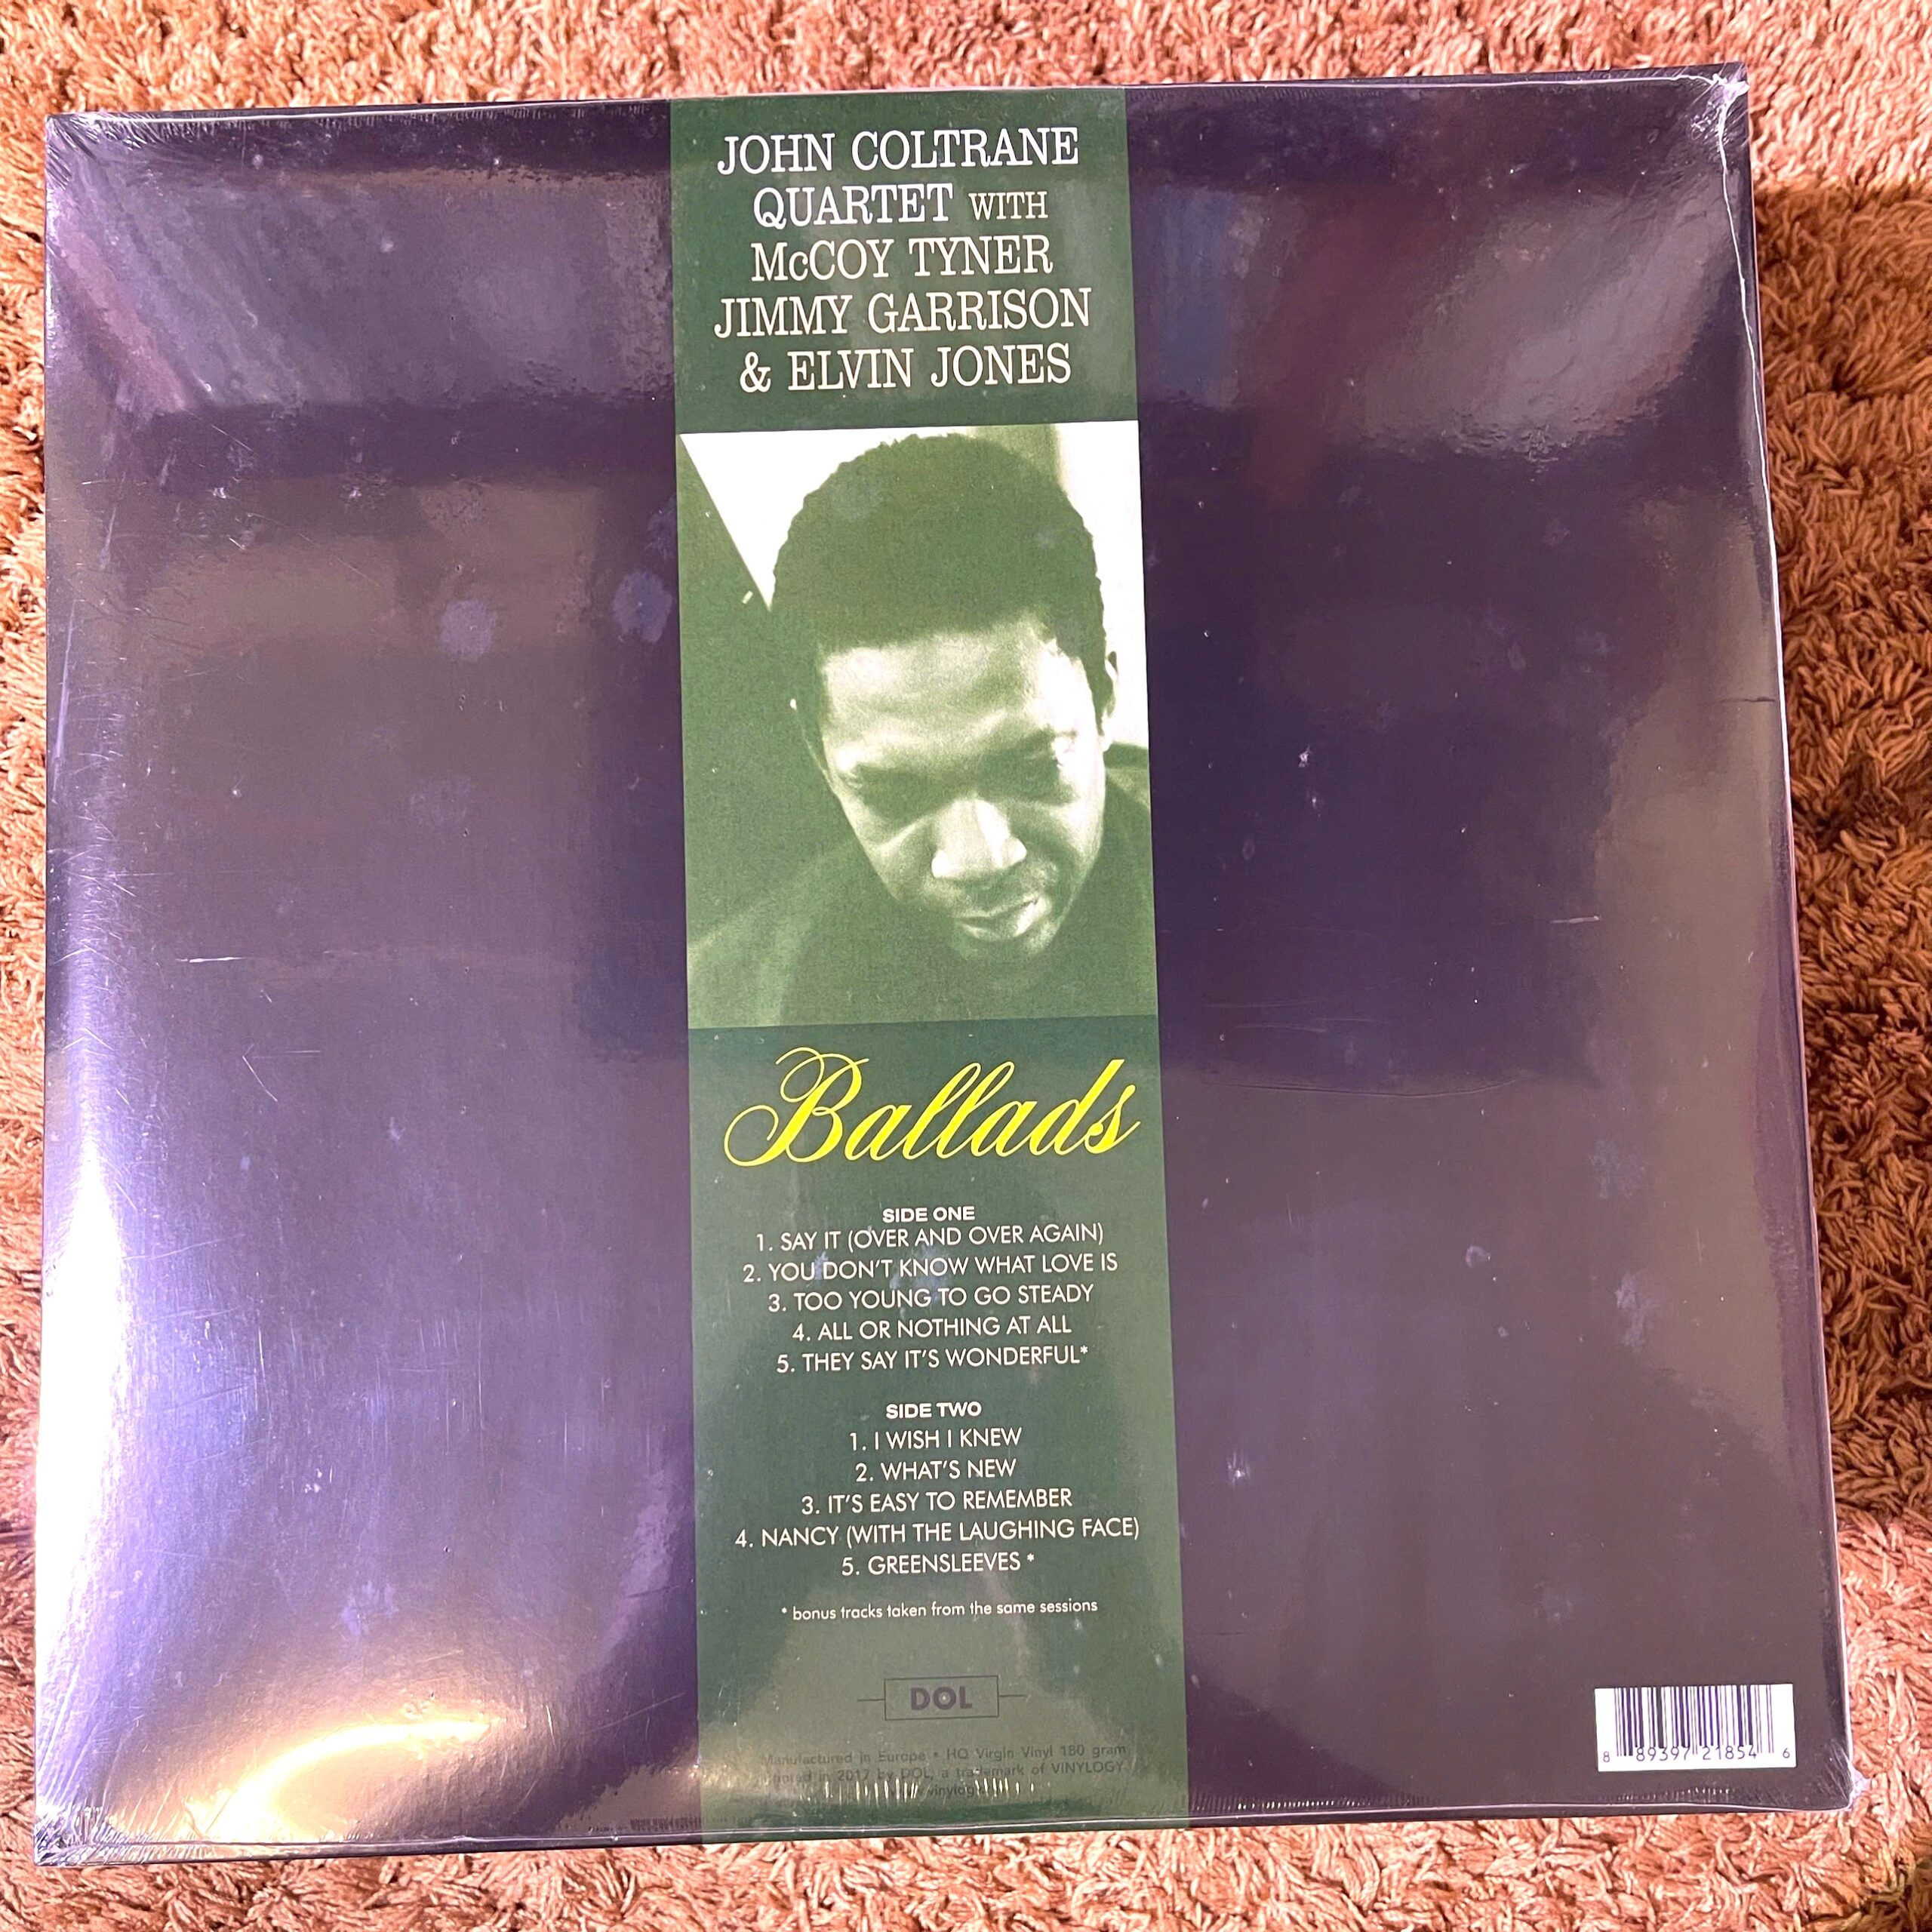 JOHN COLTRANE
QUARTET WITH
McCOY TYNER
JIMMY GARRISON
& ELVIN JONES
Ballads
SIDE ONE
1. SAY IT (OVER AND OVER AGAIN)
2. YOU DON'T KNOW WHAT LOVE IS
3. TOO YOUNG TO GO STEADY
4. ALL OR NOTHING AT ALL
5. THEY SAY IT'S WONDERFUL*
SIDE TWO
1. I WISH I KNEW
2. WHAT'S NEW
3. IT'S EASY TO REMEMBER
4. NANCY (WITH THE LAUGHING FACE)
5. GREENSLEEVES *
* bonus tracks taken from the same sessions
DOL
Manufactured in Europe • HQ Virgin Vinyl 180 gram
in 2017 by DOL, a trademark of VINYLOGY
8 89397 21854 6